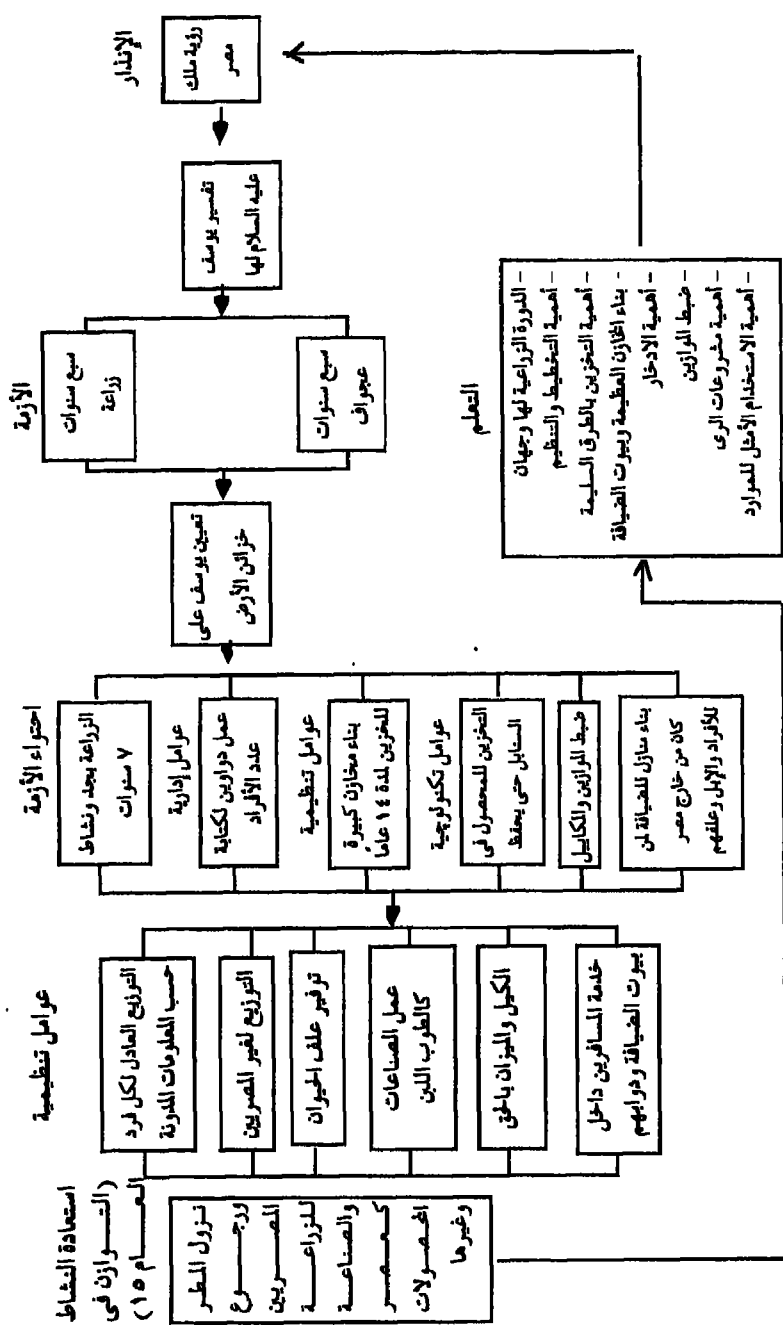 الإنذار
رؤية ملك
مصر
تفسير يوسف
عليه السلام لها
الأزمة
سبع سنوات
زراعة
سبع سنوات
عجواف
تعيين يوسف على
خزائن الأرض
احتواء الأزمة
الزراعة بجد ونشاط
٧ سنوات
عوامل إدارية
عمل دواوين لكتابة
عدد الأفراد
عوامل تنظيمية
بناء مخازن كبيرة
للتخزين لمدة ١٤ عاماً
عوامل تكنولوچية
التخزين للمحصول فى
السنابل حتى يحفظ
ضبط الموازين والمكاييل
بناء منازل للضيافة لمن
كان من خارج مصر
للأفراد والإبل وعلفهم
عوامل تنظيمية
التوزيع العادل لكل فرد
حسب المعلومات المدونة
التوزيع لغير المصريين
توفير علف الحيوان
عمل الصناعات
كالطوب اللبن
الكيل والميزان بالحق
خدمة المسافرين داخل
بيوت الضيافة ودوابهم
استعادة النشاط
(التوازن فى
العام ١٥)
نزول المطر
ورجوع
المصريين
للزراعة
والصناعة
كعصر
المحصولات
وغيرها
التعلم
- الدورة الزراعية لها وجهان
- أهمية التخطيط والتنظيم
- أهمية التخزين بالطرق السليمة
- بناء المخازن العظيمة وبيوت الضيافة
- أهمية الادخار
- ضبط الموازين
- أهمية مشروعات الرى
- أهمية الاستخدام الأمثل للموارد